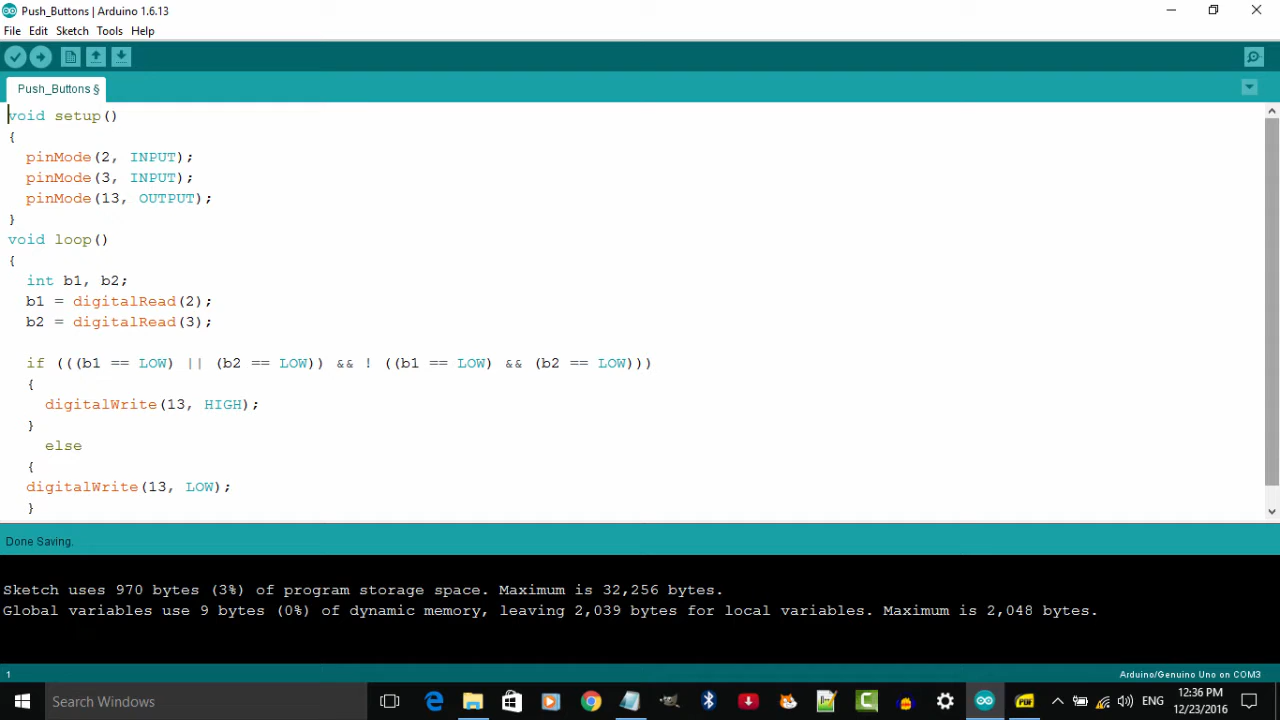 Push_Buttons | Arduino 1.6.13
File Edit Sketch Tools Help
Push_Buttons §
void setup()
{
pinMode(2, INPUT);
pinMode(3, INPUT);
pinMode(13, OUTPUT);
}
void loop()
{
int b1, b2;
b1 = digitalRead(2);
b2 = digitalRead(3);
if (((b1 == LOW) || (b2 == LOW)) && ! ((b1 == LOW) && (b2 == LOW)))
{
digitalWrite(13, HIGH);
}
else
{
digitalWrite(13, LOW);
}
Done Saving.
Sketch uses 970 bytes (3%) of program storage space. Maximum is 32,256 bytes.
Global variables use 9 bytes (0%) of dynamic memory, leaving 2,039 bytes for local variables. Maximum is 2,048 bytes.
1 Arduino/Genuino Uno on COM3
Search Windows
PDF
ENG
12:36 PM
12/23/2016